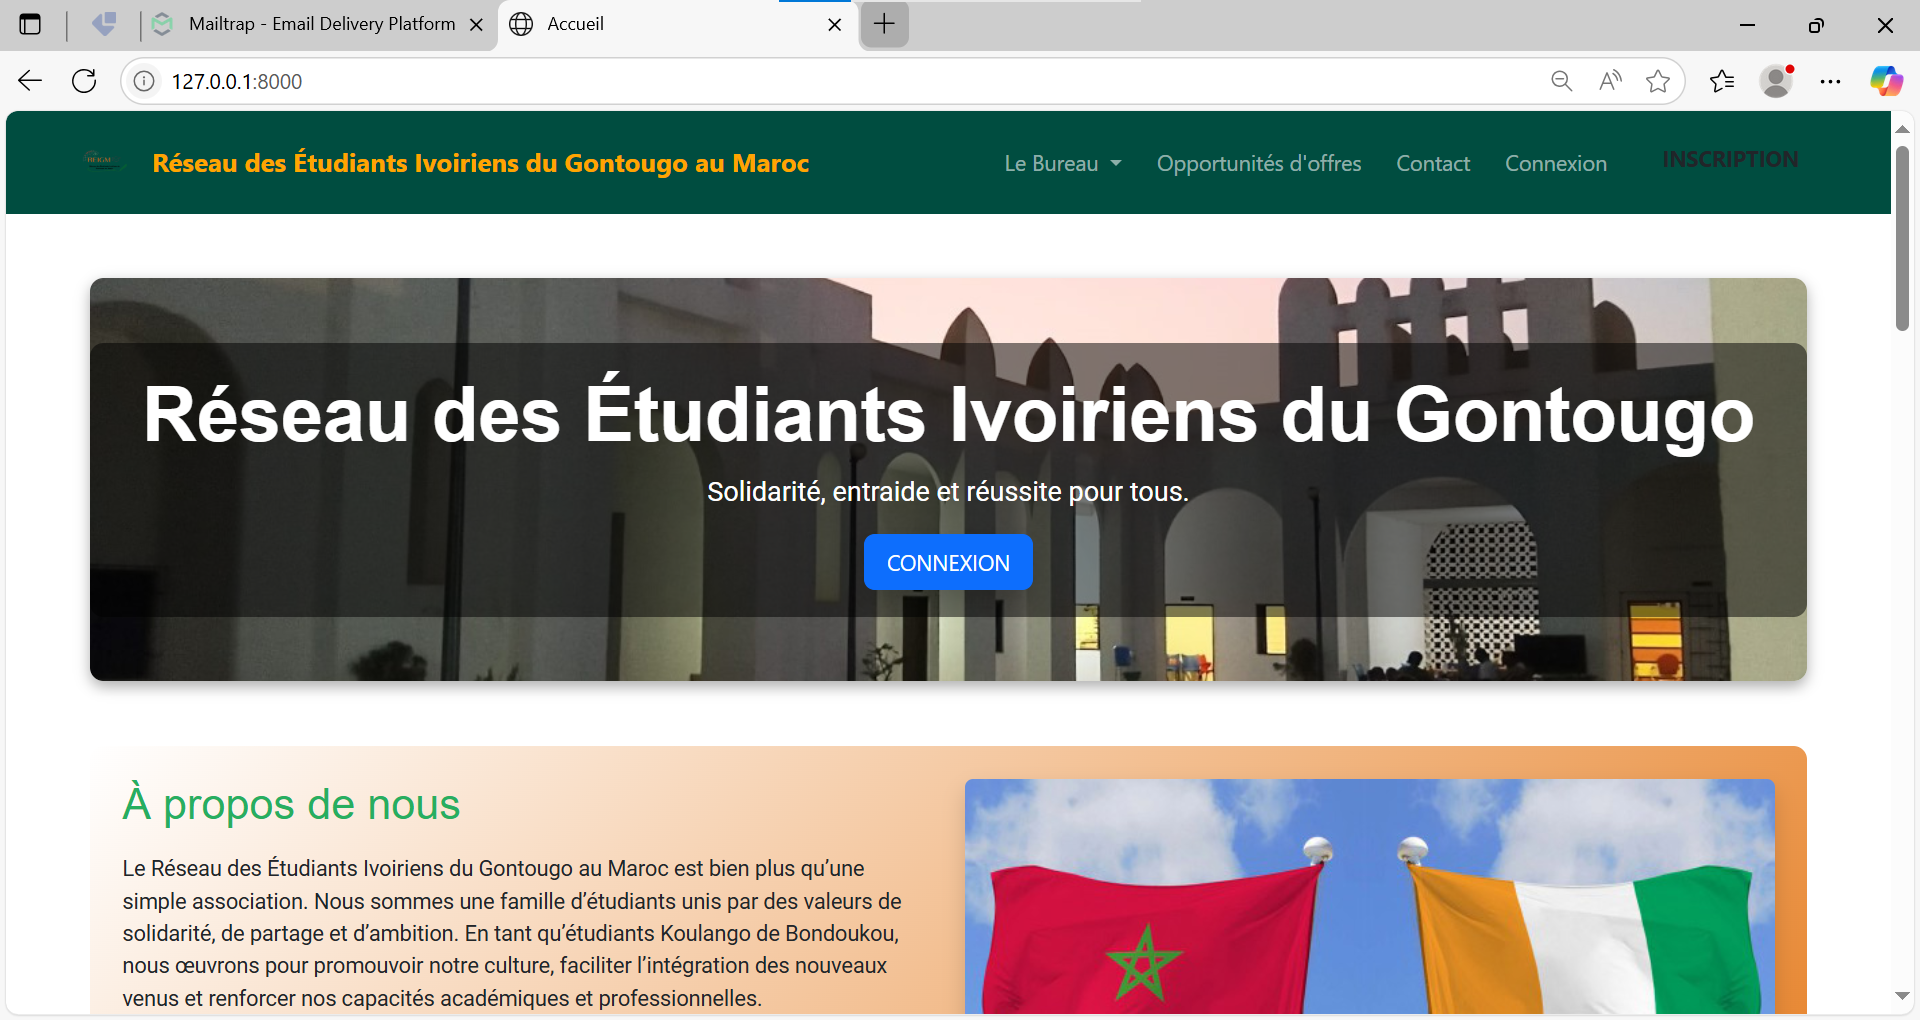 Mailtrap - Email Delivery Platform
Accueil
127.0.0.1:8000
REIGM
Réseau des Étudiants Ivoiriens du Gontougo au Maroc
Le Bureau
Opportunités d'offres
Contact
Connexion
INSCRIPTION
Réseau des Étudiants Ivoiriens du Gontougo
Solidarité, entraide et réussite pour tous.
CONNEXION
À propos de nous
Le Réseau des Étudiants Ivoiriens du Gontougo au Maroc est bien plus qu’une
simple association. Nous sommes une famille d’étudiants unis par des valeurs de
solidarité, de partage et d’ambition. En tant qu’étudiants Koulango de Bondoukou,
nous œuvrons pour promouvoir notre culture, faciliter l’intégration des nouveaux
venus et renforcer nos capacités académiques et professionnelles.